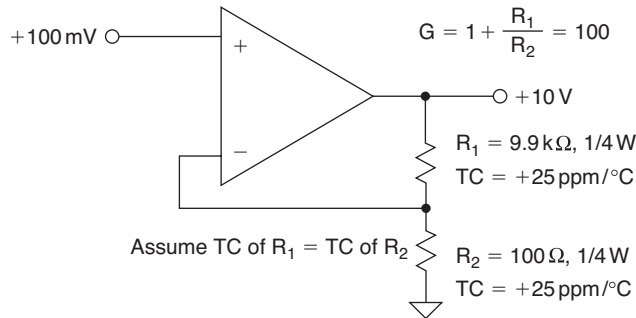 +100 mV
+
−
G = 1 + R1/R2 = 100
+10 V
R1 = 9.9 kΩ, 1/4 W
TC = +25 ppm/°C
Assume TC of R1 = TC of R2
R2 = 100 Ω, 1/4 W
TC = +25 ppm/°C